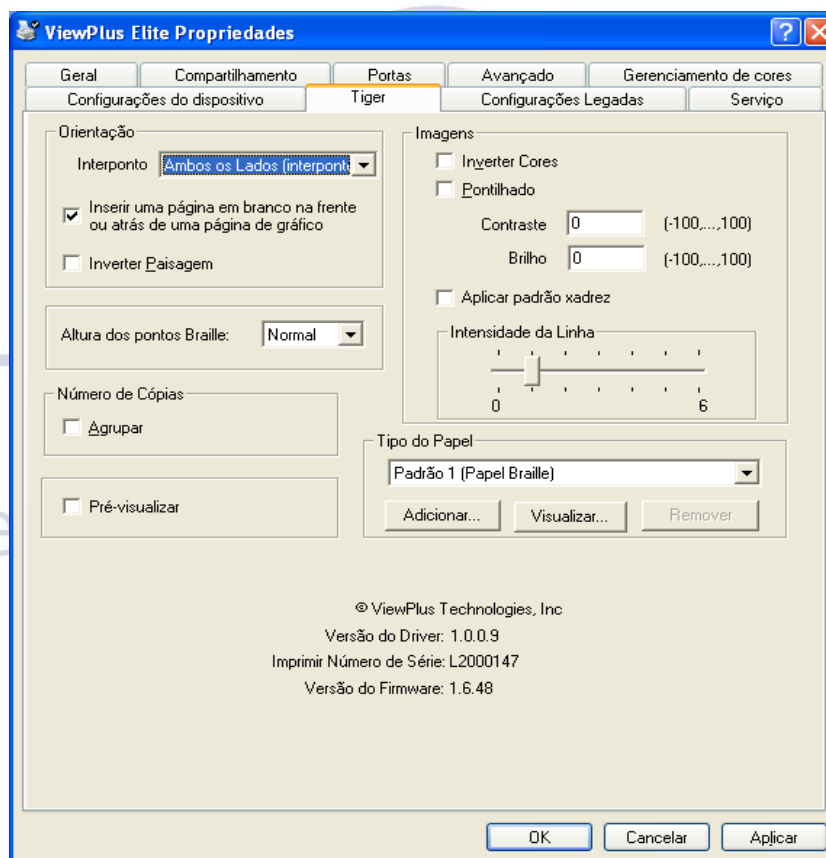 ViewPlus Elite Propriedades
Geral
Compartilhamento
Portas
Avançado
Gerenciamento de cores
Configurações do dispositivo
Tiger
Configurações Legadas
Serviço
Orientação
Interponto
Ambos os Lados (interponto
Inserir uma página em branco na frente
ou atrás de uma página de gráfico
Inverter Paisagem
Altura dos pontos Braille:
Normal
Número de Cópias
Agrupar
Pré-visualizar
Imagens
Inverter Cores
Pontilhado
Contraste
0
(-100,...,100)
Brilho
0
(-100,...,100)
Aplicar padrão xadrez
Intensidade da Linha
0
6
Tipo do Papel
Padrão 1 (Papel Braille)
Adicionar...
Visualizar...
Remover
© ViewPlus Technologies, Inc
Versão do Driver: 1.0.0.9
Imprimir Número de Série: L2000147
Versão do Firmware: 1.6.48
OK
Cancelar
Aplicar